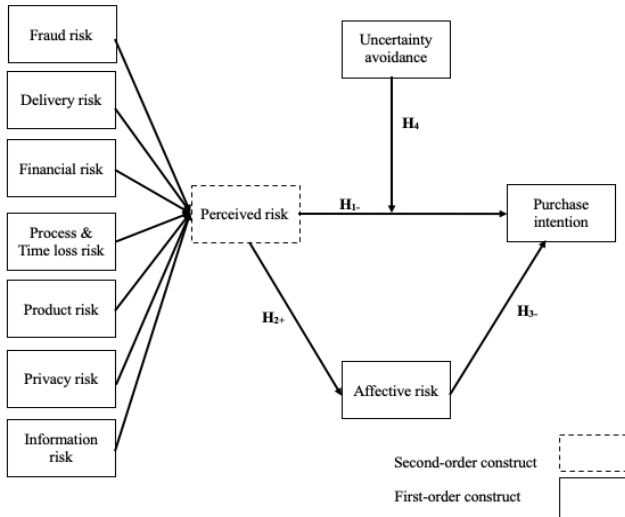 Fraud risk
Delivery risk
Financial risk
Process &
Time loss risk
Product risk
Privacy risk
Information
risk
Perceived risk
Uncertainty
avoidance
H4
H1-
Purchase
intention
H2+
H3-
Affective risk
Second-order construct
First-order construct